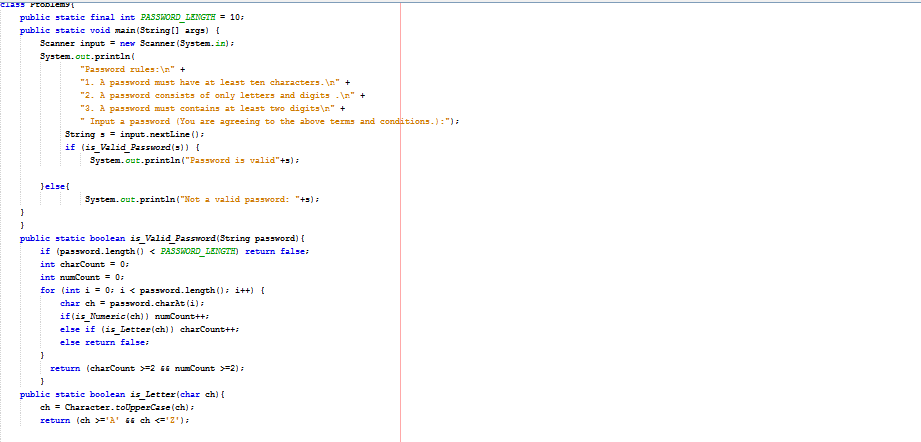 class Problem9{
public static final int PASSWORD_LENGTH = 10;
public static void main(String[] args) {
Scanner input = new Scanner(System.in);
System.out.println(
"Password rules:\n" +
"1. A password must have at least ten characters.\n" +
"2. A password consists of only letters and digits .\n" +
"3. A password must contains at least two digits\n" +
" Input a password (You are agreeing to the above terms and conditions.):");
String s = input.nextLine();
if (is_Valid_Password(s)) {
System.out.println("Password is valid"+s);
}else{
System.out.println("Not a valid password: "+s);
}
}
public static boolean is_Valid_Password(String password){
if (password.length() < PASSWORD_LENGTH) return false;
int charCount = 0;
int numCount = 0;
for (int i = 0; i < password.length(); i++) {
char ch = password.charAt(i);
if(is_Numeric(ch)) numCount++;
else if (is_Letter(ch)) charCount++;
else return false;
}
return (charCount >=2 && numCount >=2);
}
public static boolean is_Letter(char ch){
ch = Character.toUpperCase(ch);
return (ch >='A' && ch <='Z');